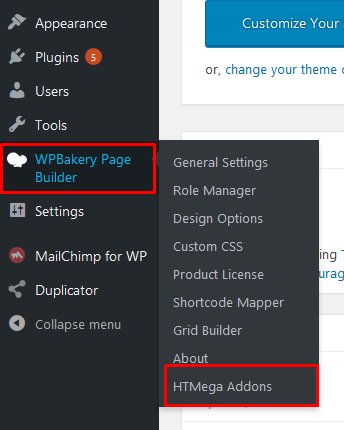 Appearance
Plugins 5
Users
Tools
WPBakery Page
Builder
Settings
MailChimp for WP
Duplicator
Collapse menu
General Settings
Role Manager
Design Options
Custom CSS
Product License
Shortcode Mapper
Grid Builder
About
HTMega Addons
Customize Your
or, change your theme